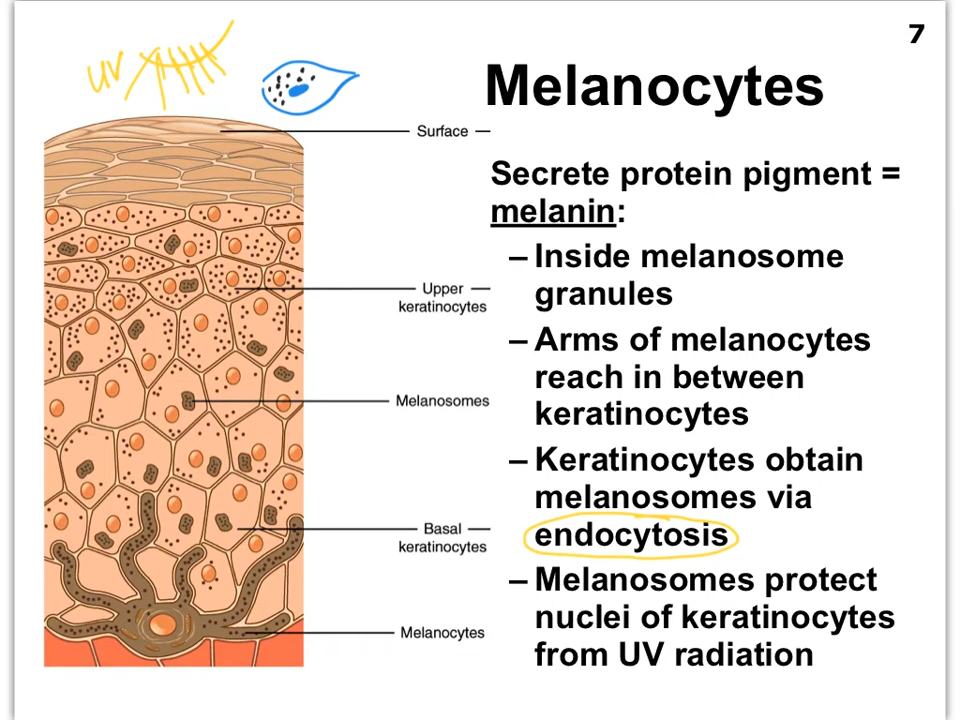 7
UV
Melanocytes
Surface
Secrete protein pigment =
melanin:
– Inside melanosome
granules
Upper
keratinocytes
– Arms of melanocytes
reach in between
keratinocytes
Melanosomes
– Keratinocytes obtain
melanosomes via
endocytosis
Basal
keratinocytes
– Melanosomes protect
nuclei of keratinocytes
from UV radiation
Melanocytes